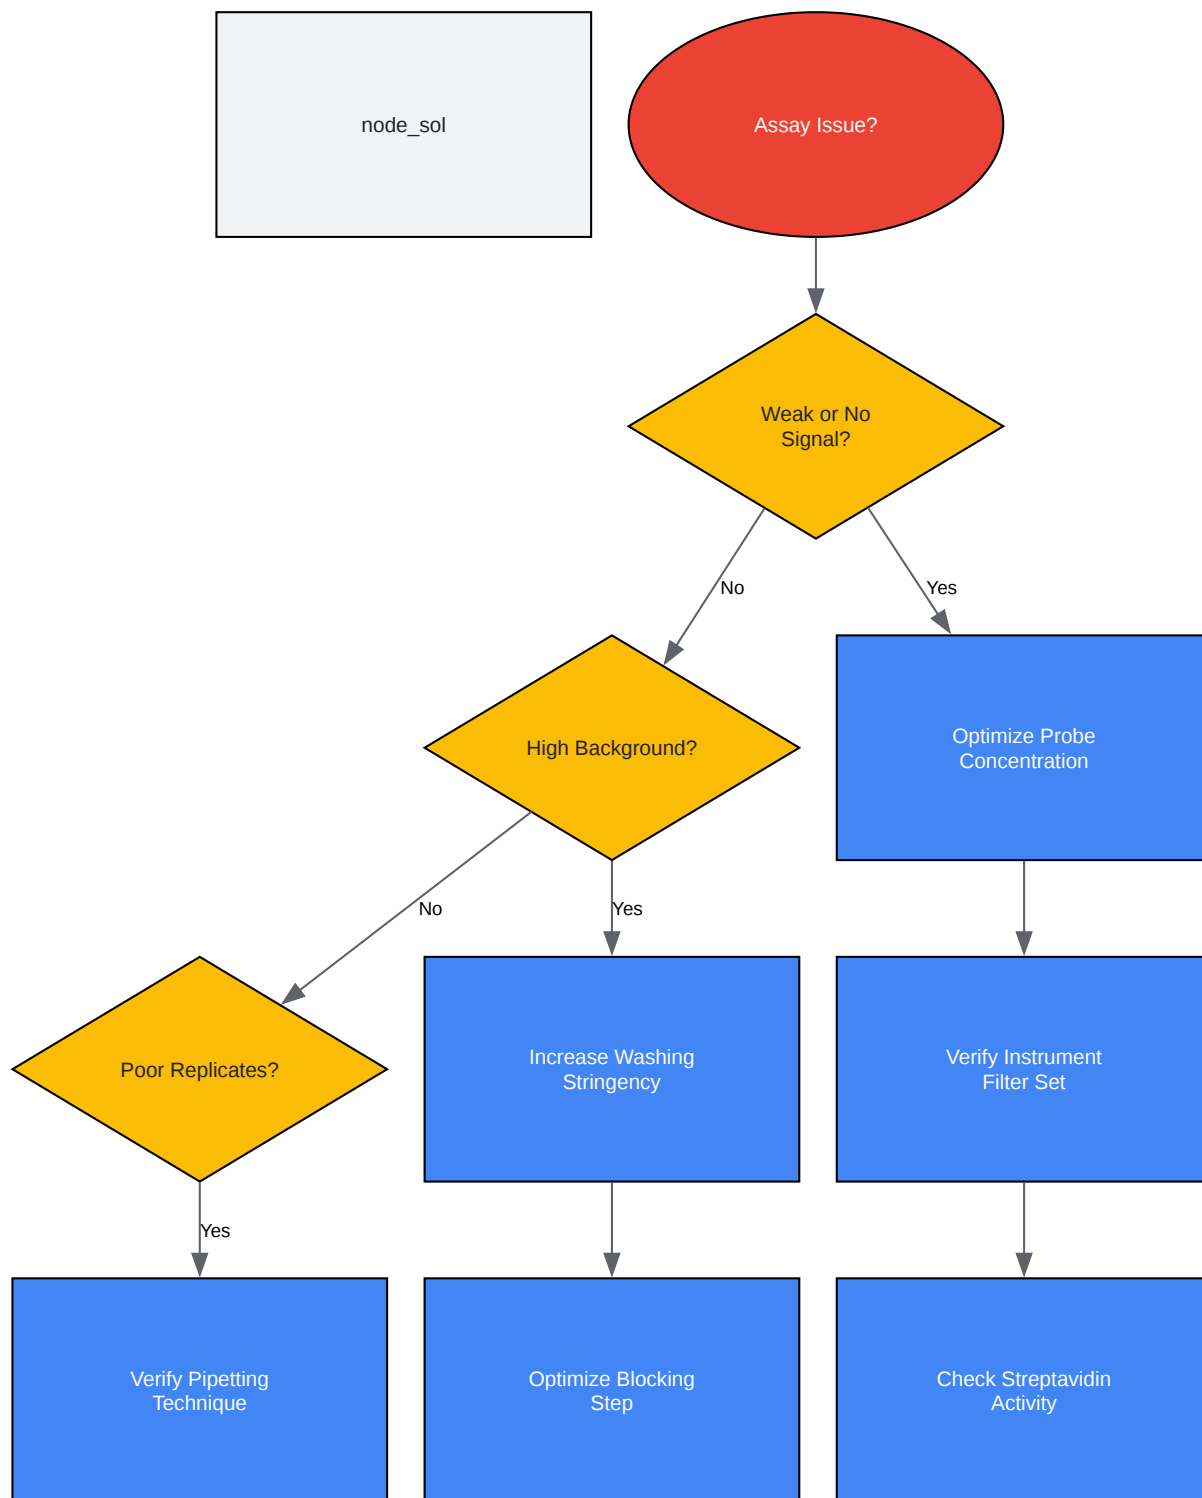 node_sol
Assay Issue?
Weak or No
Signal?
No
Yes
High Background?
Optimize Probe
Concentration
No
Yes
Poor Replicates?
Increase Washing
Stringency
Verify Instrument
Filter Set
Yes
Verify Pipetting
Technique
Optimize Blocking
Step
Check Streptavidin
Activity